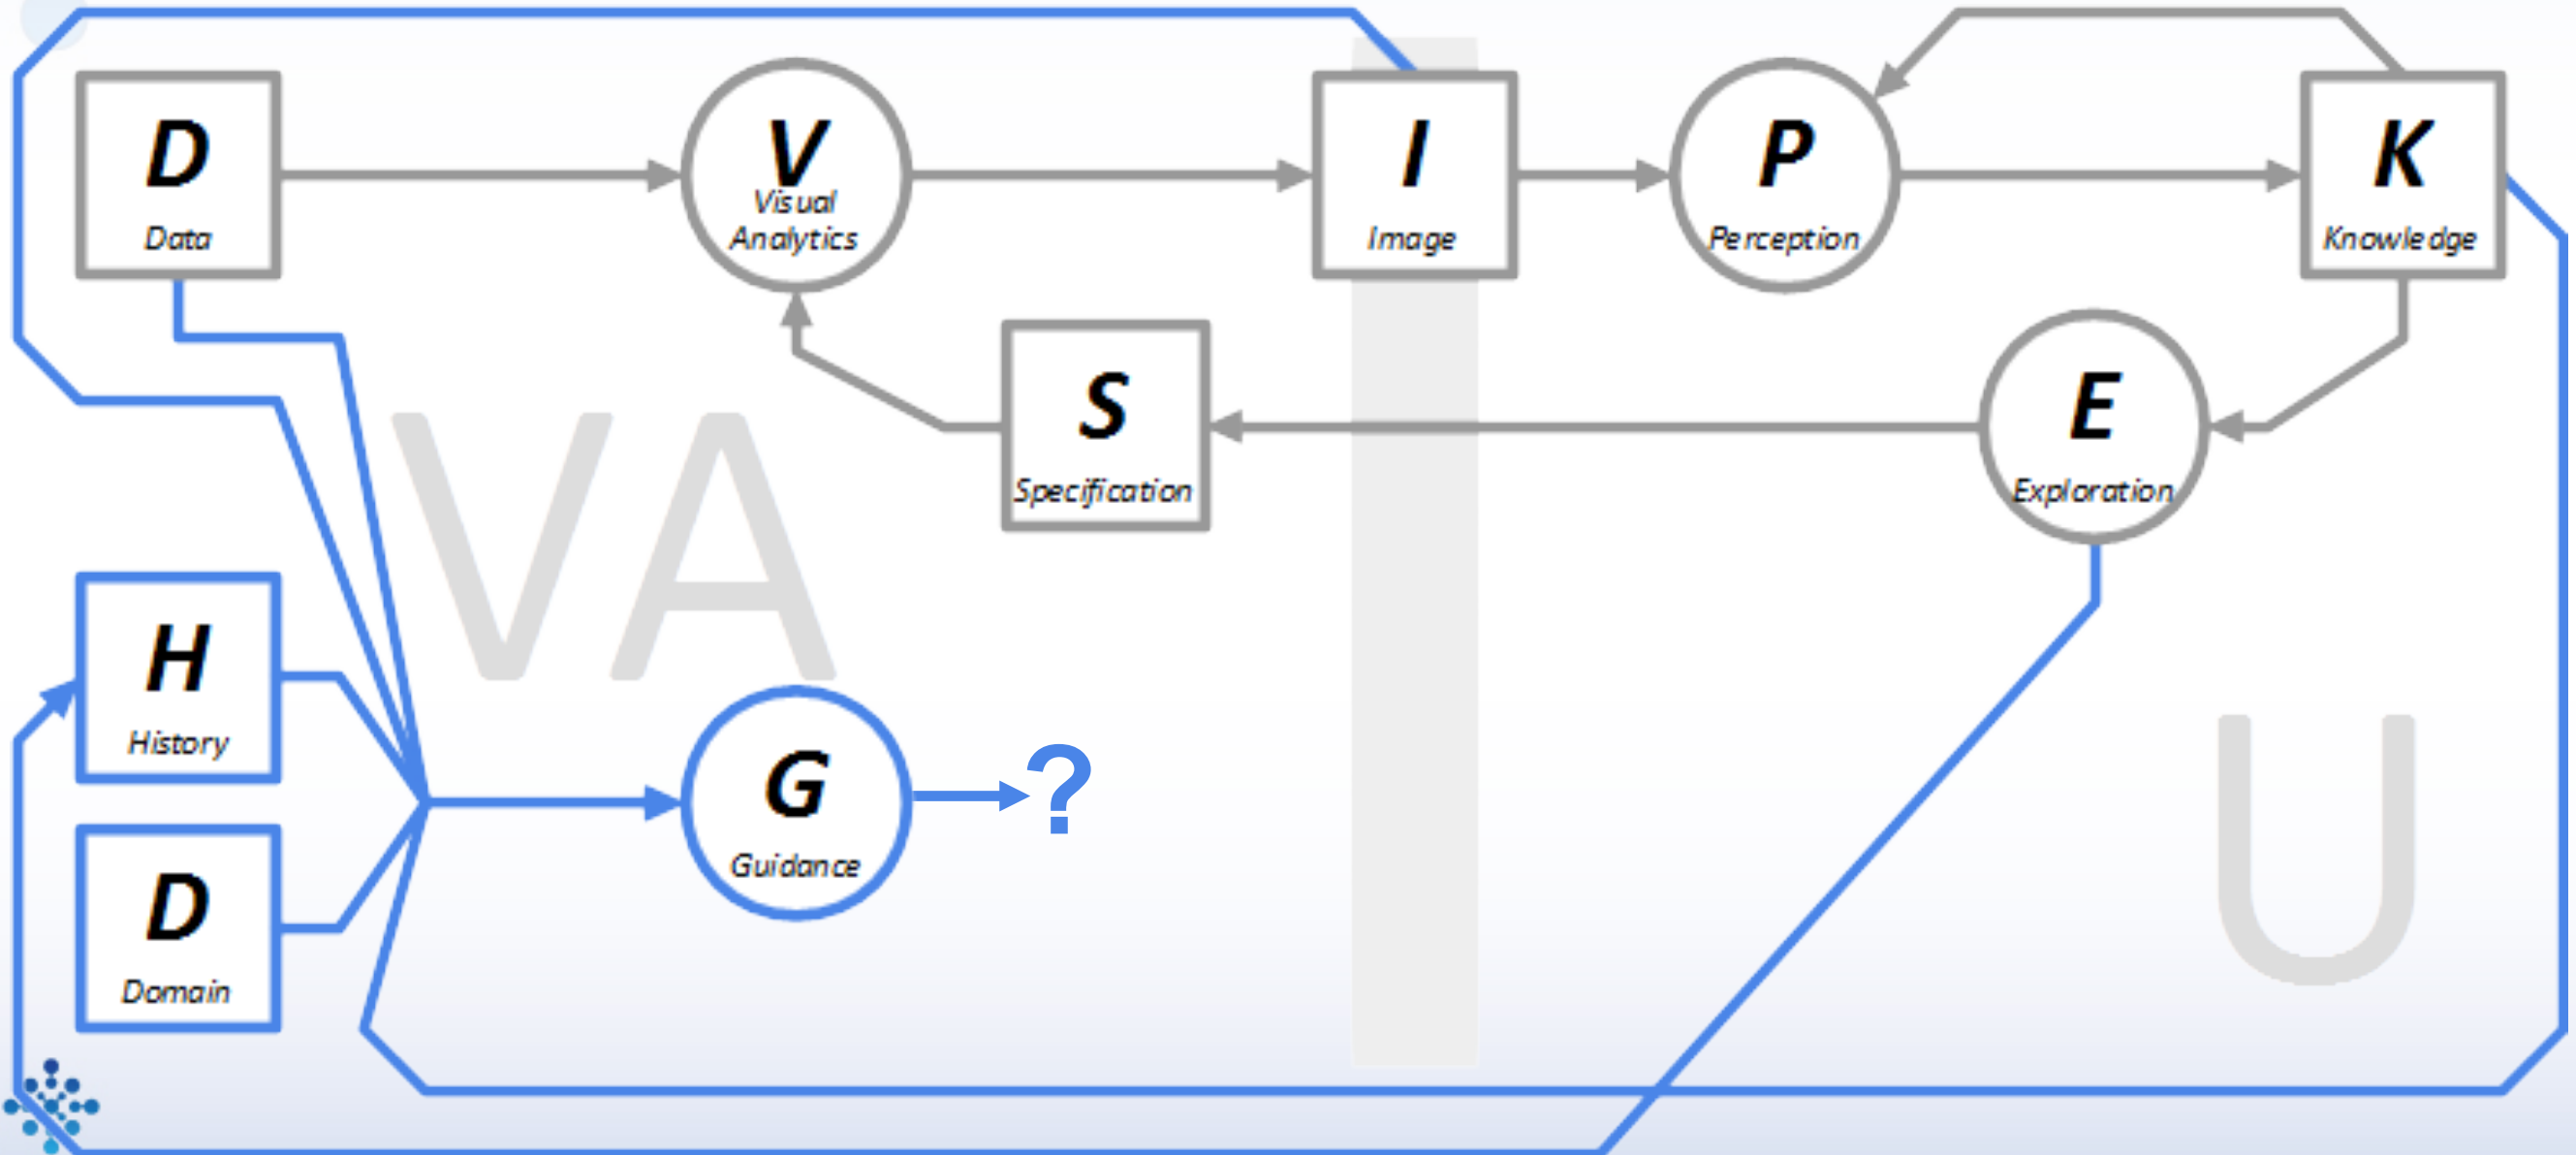 D
Data
V
Visual
Analytics
I
Image
P
Perception
K
Knowledge
S
Specification
E
Exploration
VA
H
History
G
Guidance
?
D
Domain
U